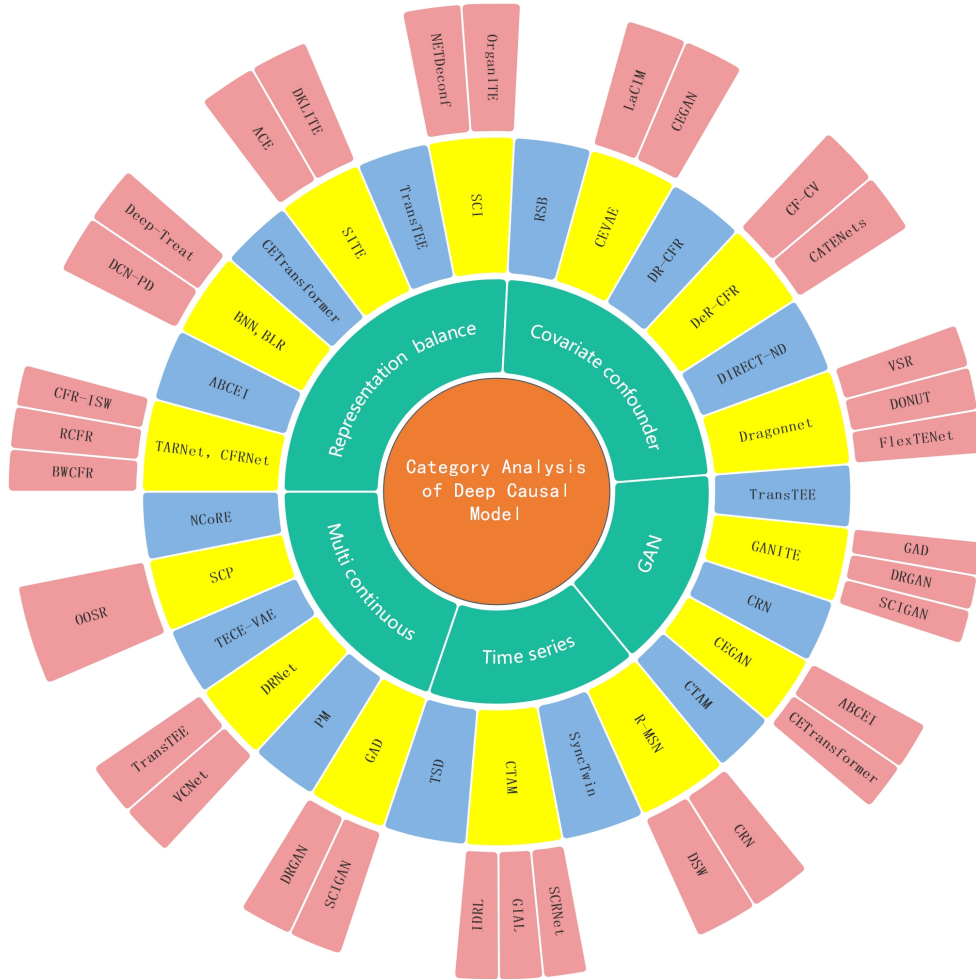 Category Analysis
of Deep Causal
Model
Representation balance
Covariate confounder
GAN
Time series
Multi continuous
SCI
RSB
CEVAE
DR-CFR
DeR-CFR
DIRECT-ND
Dragonnet
TransTEE
GANITE
CRN
CEGAN
CTAM
R-MSN
SyncTwin
CTAM
TSD
GAD
PM
DRNet
TECE-VAE
SCP
NCoRE
TARNet, CFRNet
ABCEI
BNN,BLR
CETransformer
SITE
TransTEE
NETDeconf
OrganITE
LaCIM
CEGAN
CF-CV
CATENets
VSR
DONUT
FlexTENet
GAD
DRGAN
SCIGAN
ABCEI
CETransformer
CRN
DSW
SCRNet
GIAL
IDRL
SCIGAN
DRGAN
VCNet
TransTEE
OOSR
BWCFR
RCFR
CFR-ISW
DCN-PD
Deep-Treat
ACE
DKLITE